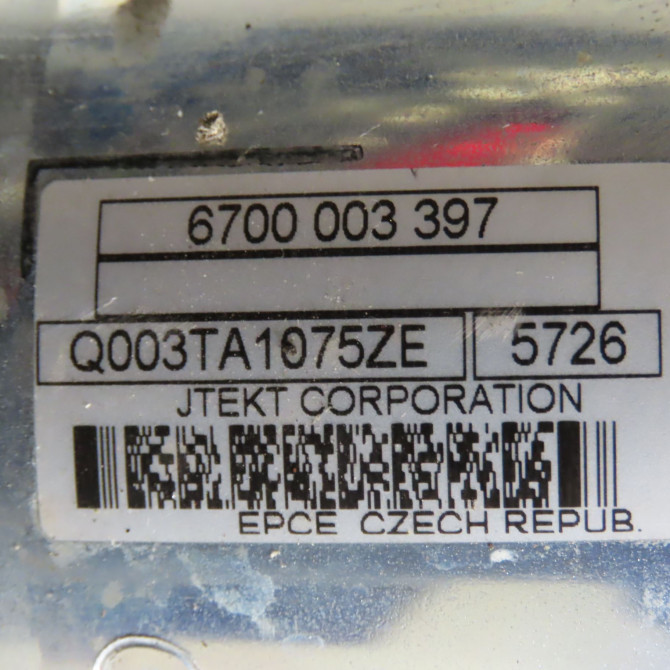 6700 003 397
Q003TA1075ZE 5726
JTEKT CORPORATION
EPCE CZECH REPUB.